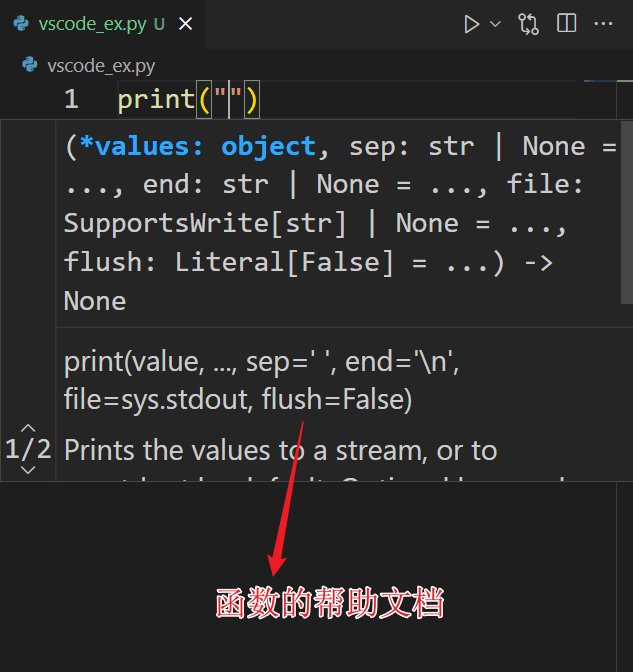 vscode_ex.py U
vscode_ex.py
1 print("")
(*values: object, sep: str | None =
..., end: str | None = ..., file:
SupportsWrite[str] | None = ...,
flush: Literal[False] = ...) ->
None
print(value, ..., sep=' ', end='\n',
file=sys.stdout, flush=False)
1/2
Prints the values to a stream, or to
函数的帮助文档